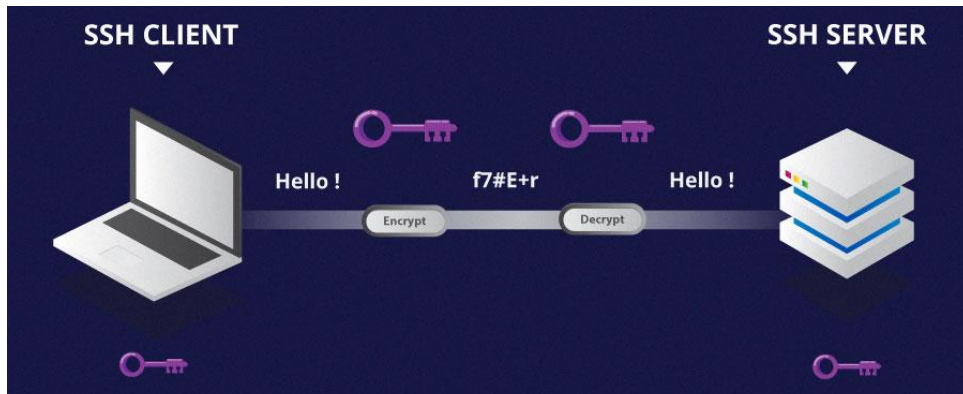 SSH CLIENT
SSH SERVER
Hello !
f7#E+r
Hello !
Encrypt
Decrypt